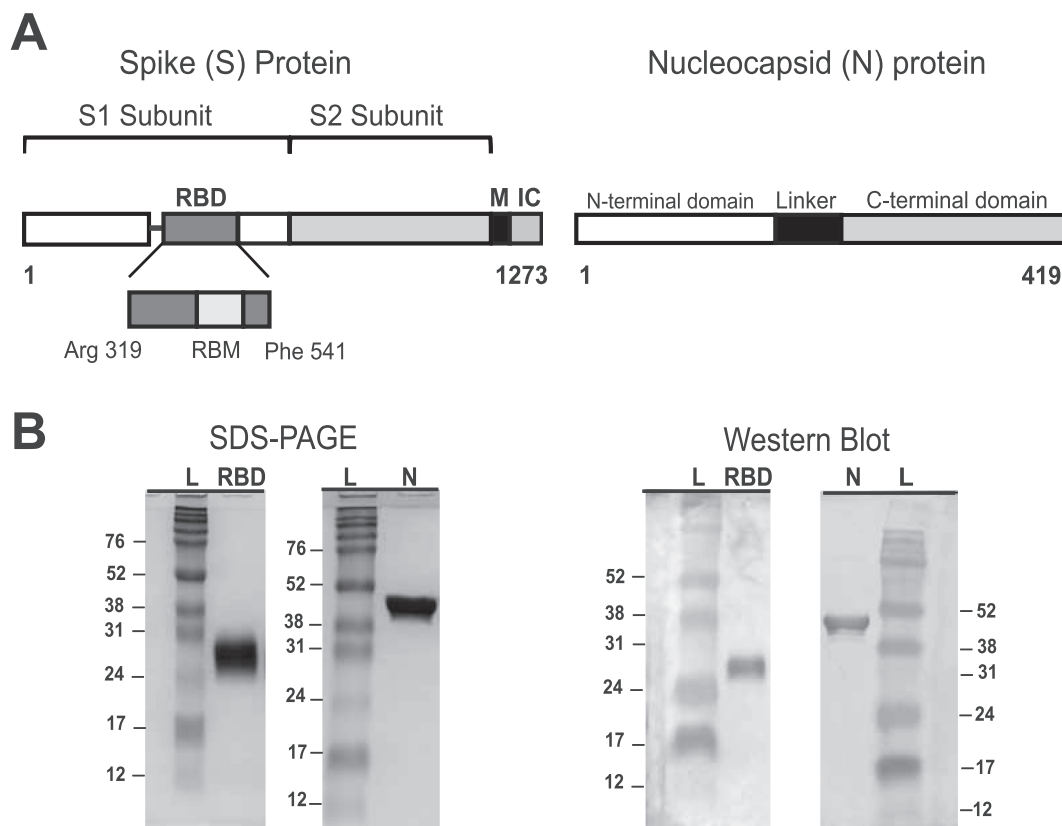 A
Spike (S) Protein
Nucleocapsid (N) protein
S1 Subunit S2 Subunit
RBD M IC
N-terminal domain Linker C-terminal domain
1 1273
1 419
Arg 319 RBM Phe 541
B
SDS-PAGE
Western Blot
L RBD
L N
L RBD
N L
76
52
38
31
24
17
12
76
52
38
31
24
17
12
52
38
31
24
17
12
52
38
31
24
17
12